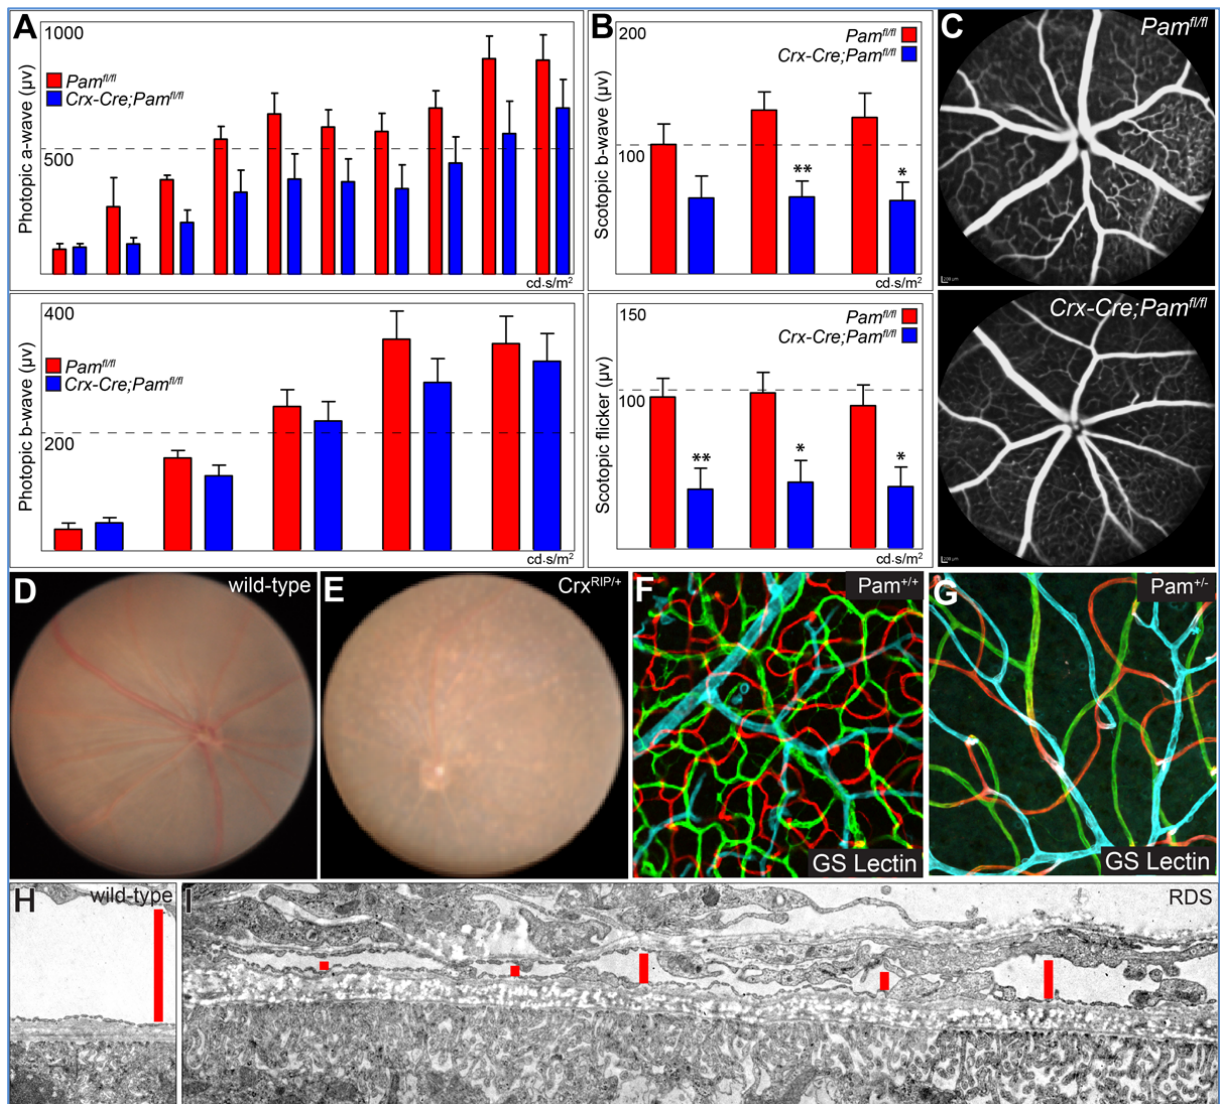 A
1000
Pam^fl/fl
Crx-Cre;Pam^fl/fl
500
Photopic a-wave (μv)
cd.s/m²
400
Pam^fl/fl
Crx-Cre;Pam^fl/fl
200
Photopic b-wave (μv)
cd.s/m²
B
200
Pam^fl/fl
Crx-Cre;Pam^fl/fl
100
**
*
Scotopic b-wave (μv)
cd.s/m²
150
Pam^fl/fl
Crx-Cre;Pam^fl/fl
100
**
*
*
Scotopic flicker (μv)
cd.s/m²
C
Pam^fl/fl
Crx-Cre;Pam^fl/fl
D
wild-type
E
Crx^RIP/+
F
Pam^+/+
GS Lectin
G
Pam^+/-
GS Lectin
H
wild-type
I
RDS